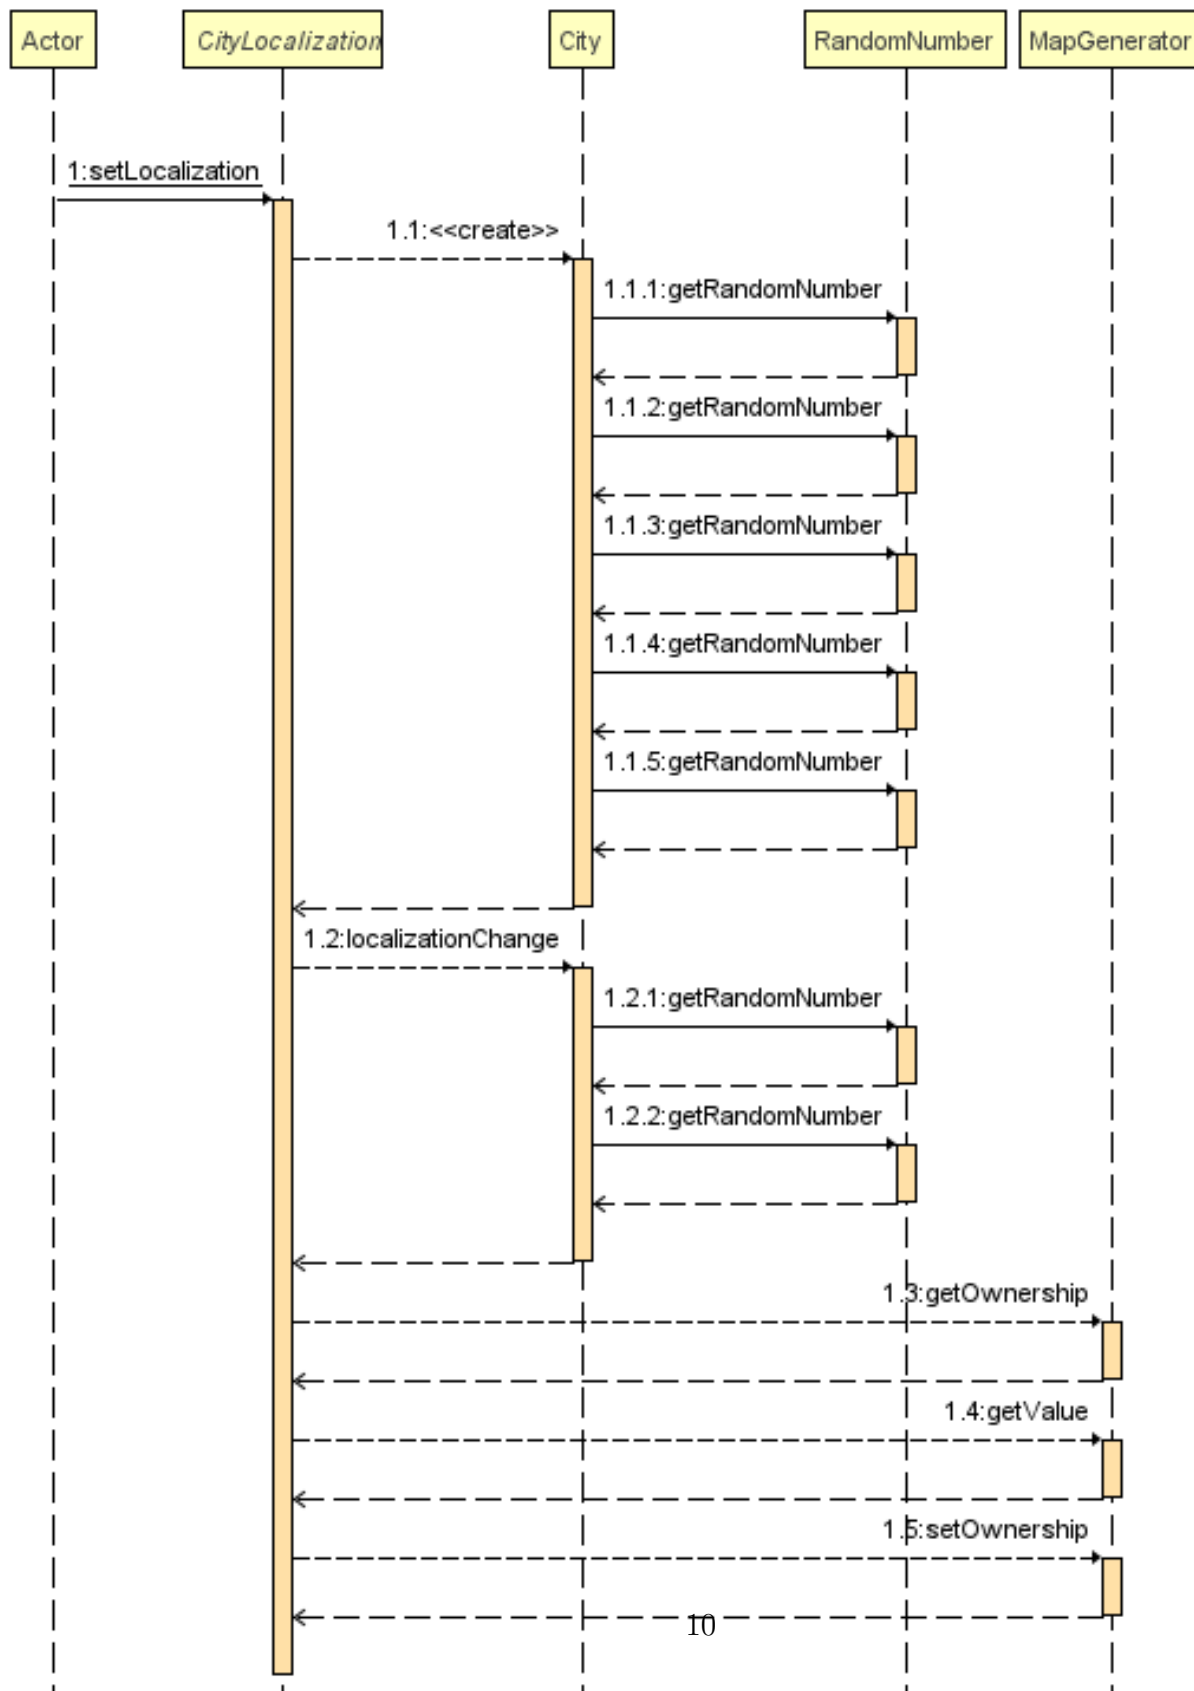 Actor
CityLocalization
City
RandomNumber
MapGenerator
1:setLocalization
1.1:<<create>>
1.1.1:getRandomNumber
1.1.2:getRandomNumber
1.1.3:getRandomNumber
1.1.4:getRandomNumber
1.1.5:getRandomNumber
1.2:localizationChange
1.2.1:getRandomNumber
1.2.2:getRandomNumber
1.3:getOwnership
1.4:getValue
1.5:setOwnership
10